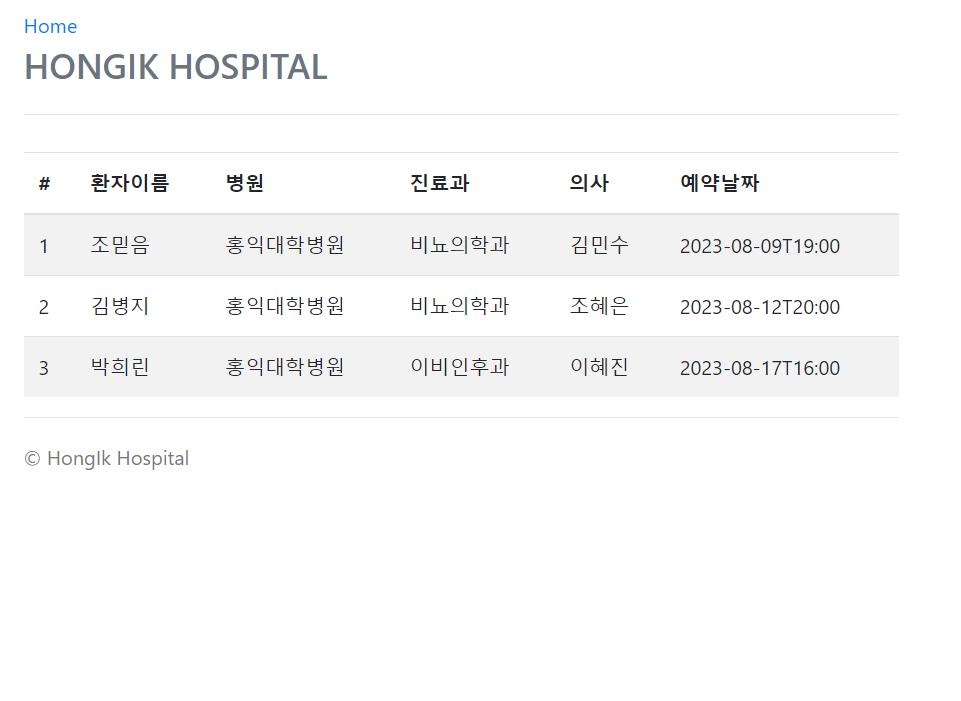 Home
HONGIK HOSPITAL
# 환자이름 병원 진료과 의사 예약날짜
1 조믿음 홍익대학병원 비뇨의학과 김민수 2023-08-09T19:00
2 김병지 홍익대학병원 비뇨의학과 조혜은 2023-08-12T20:00
3 박희린 홍익대학병원 이비인후과 이혜진 2023-08-17T16:00
© HongIk Hospital